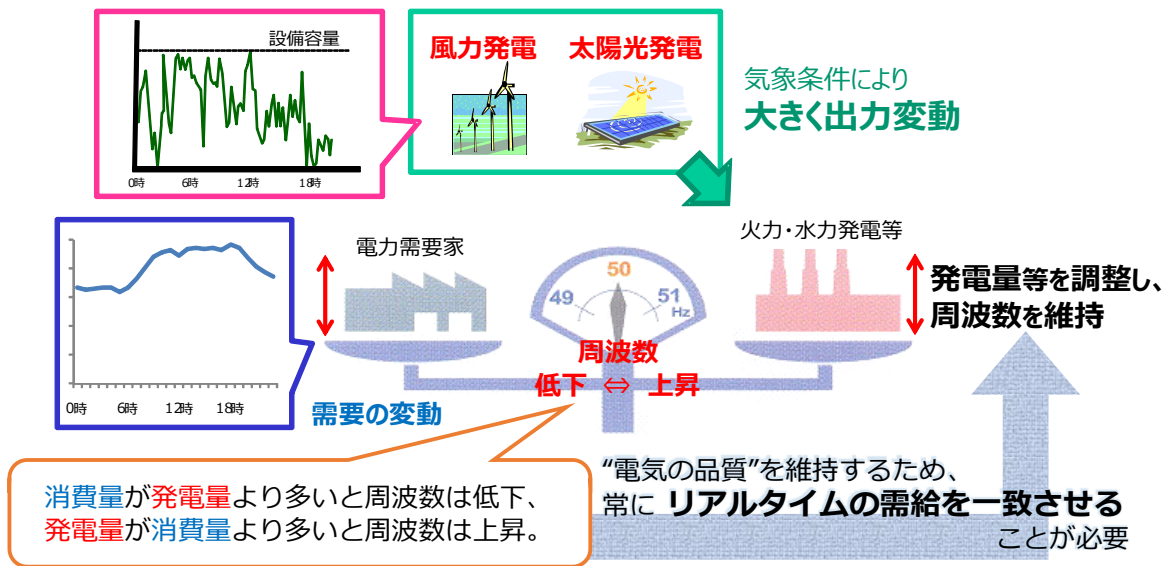 設備容量
0時 6時 12時 18時
風力発電 太陽光発電
気象条件により
大きく出力変動
0時 6時 12時 18時
需要の変動
電力需要家
49 50 51
Hz
周波数
低下 ⇔ 上昇
火力・水力発電等
発電量等を調整し、
周波数を維持
消費量が発電量より多いと周波数は低下、
発電量が消費量より多いと周波数は上昇。
“電気の品質”を維持するため、
常に リアルタイムの需給を一致させる
ことが必要